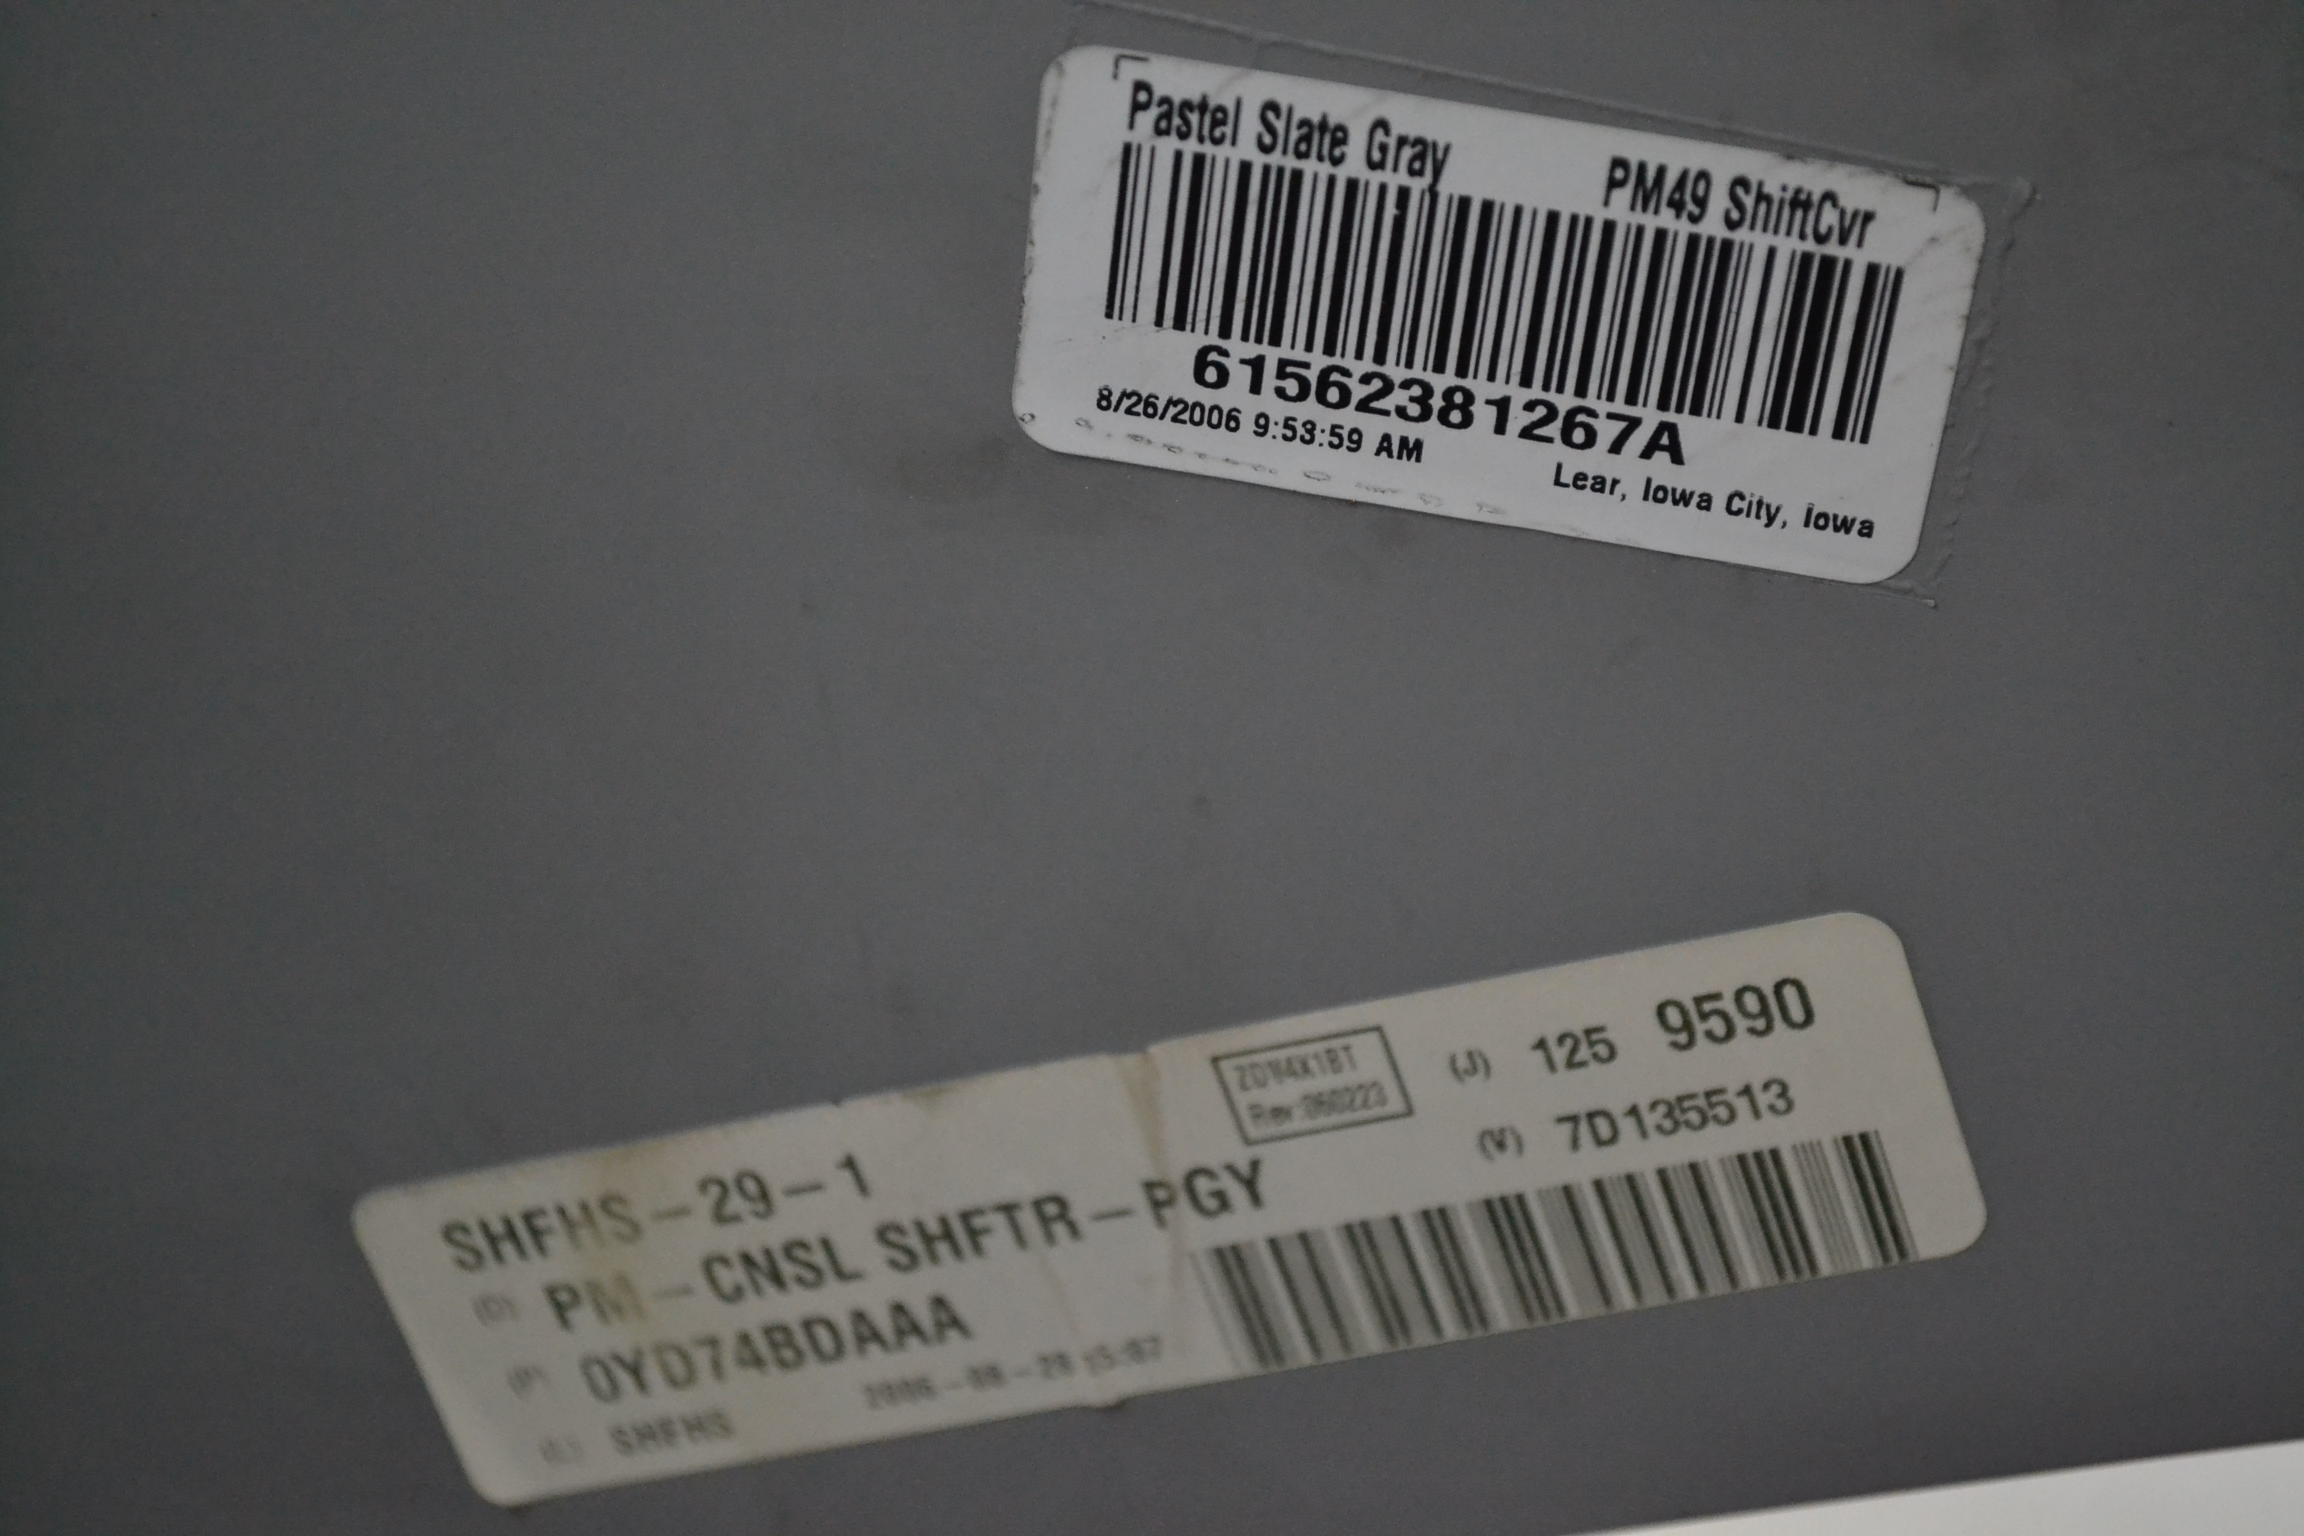 Pastel Slate Gray PM49 ShiftCvr
61562381267A
8/26/2006 9:53:59 AM
Lear, Iowa City, Iowa
(J) 125 9590
(V) 7D135513
SHFHS-29-1
PM-CNSL SHFTR-PGY
(P) 0YD74BDAAA
SHFHS